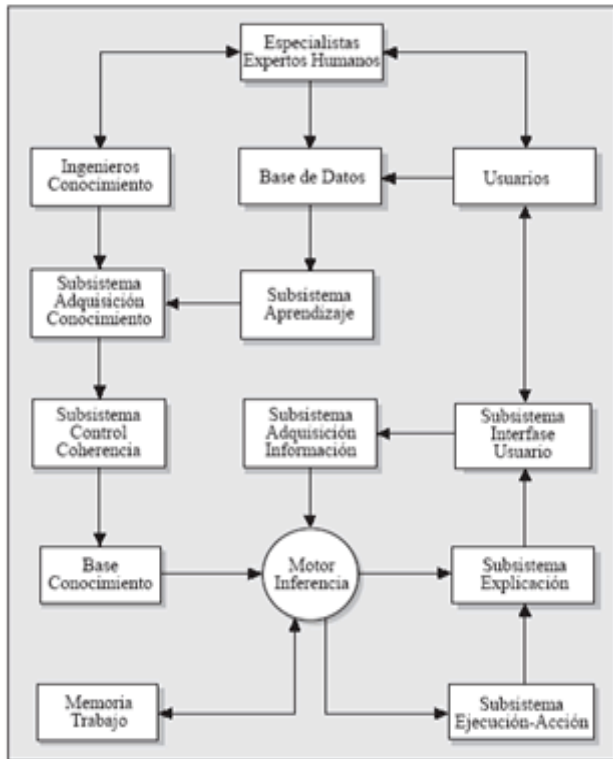 Especialistas
Expertos Humanos
Ingenieros
Conocimiento
Base de Datos
Usuarios
Subsistema
Adquisición
Conocimiento
Subsistema
Aprendizaje
Subsistema
Control
Coherencia
Subsistema
Adquisición
Información
Subsistema
Interfase
Usuario
Base
Conocimiento
Motor
Inferencia
Subsistema
Explicación
Memoria
Trabajo
Subsistema
Ejecución-Acción